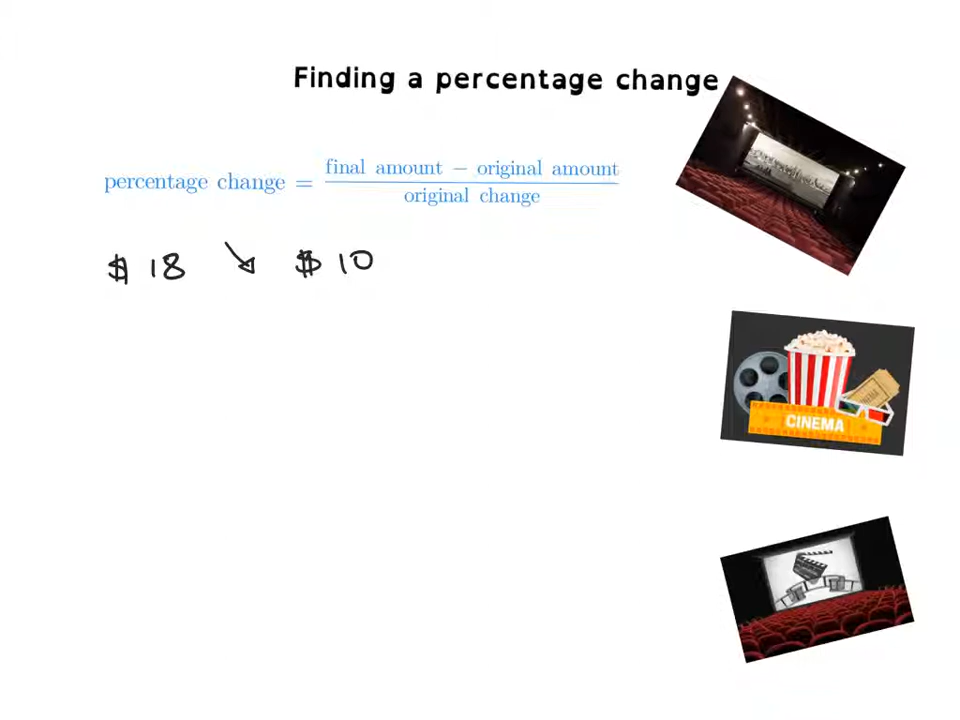 Finding a percentage change
percentage change = final amount − original amount / original change
$ 18 ↘ $ 10
CINEMA